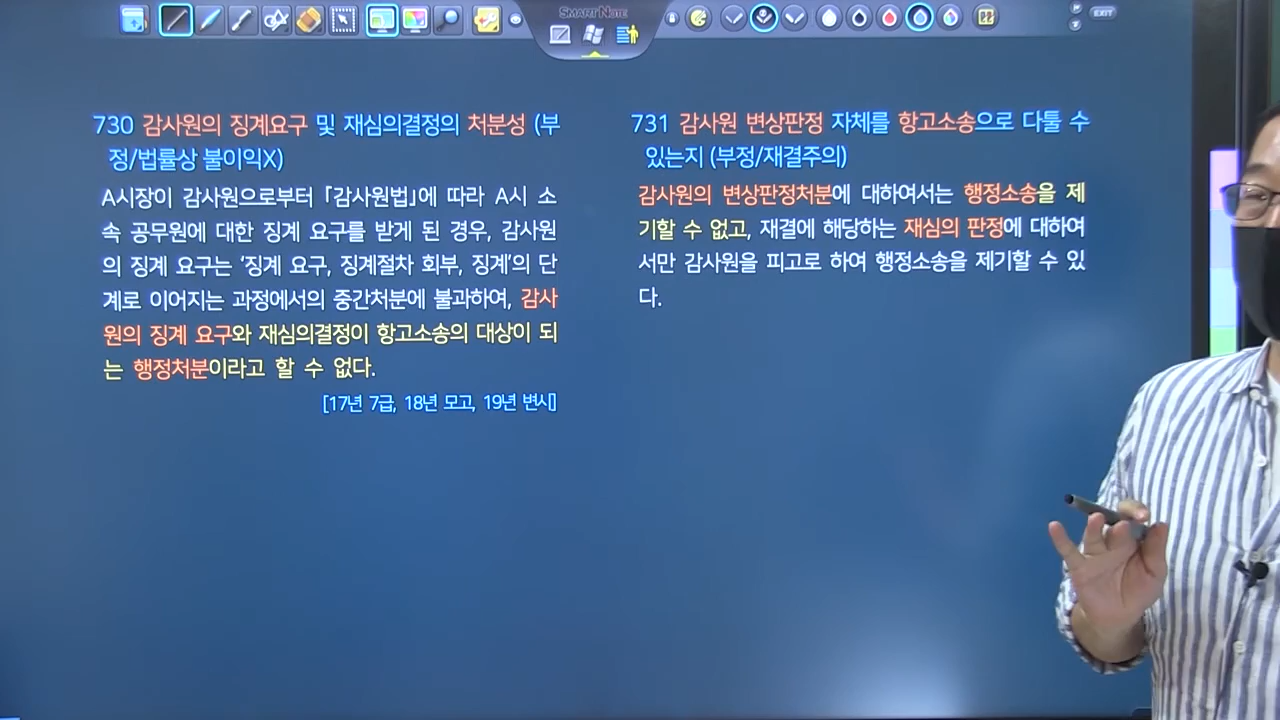 SMART NOTE
EXIT
730 감사원의 징계요구 및 재심의결정의 처분성 (부
정/법률상 불이익X)
A시장이 감사원으로부터 「감사원법」에 따라 A시 소
속 공무원에 대한 징계 요구를 받게 된 경우, 감사원
의 징계 요구는 '징계 요구, 징계절차 회부, 징계'의 단
계로 이어지는 과정에서의 중간처분에 불과하여, 감사
원의 징계 요구와 재심의결정이 항고소송의 대상이 되
는 행정처분이라고 할 수 없다.
[17년 7급, 18년 모고, 19년 변시]
731 감사원 변상판정 자체를 항고소송으로 다툴 수
있는지 (부정/재결주의)
감사원의 변상판정처분에 대하여서는 행정소송을 제
기할 수 없고, 재결에 해당하는 재심의 판정에 대하여
서만 감사원을 피고로 하여 행정소송을 제기할 수 있
다.